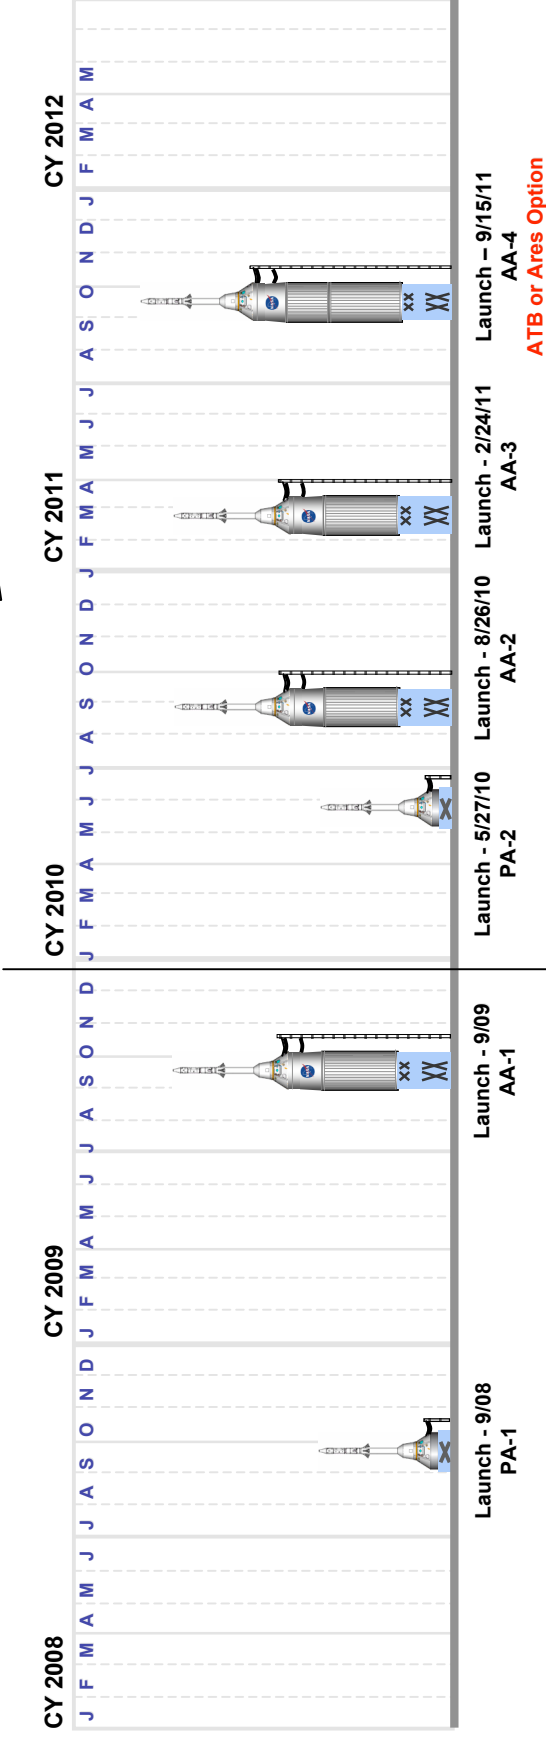 CY 2008 CY 2009 CY 2010 CY 2011 CY 2012
J F M A M J J A S O N D J F M A M J J A S O N D J F M A M J J A S O N D J F M A M J J A S O N D J F M A M
Launch - 9/08
PA-1
Launch - 9/09
AA-1
Launch - 5/27/10
PA-2
Launch - 8/26/10
AA-2
Launch - 2/24/11
AA-3
Launch – 9/15/11
AA-4
ATB or Ares Option